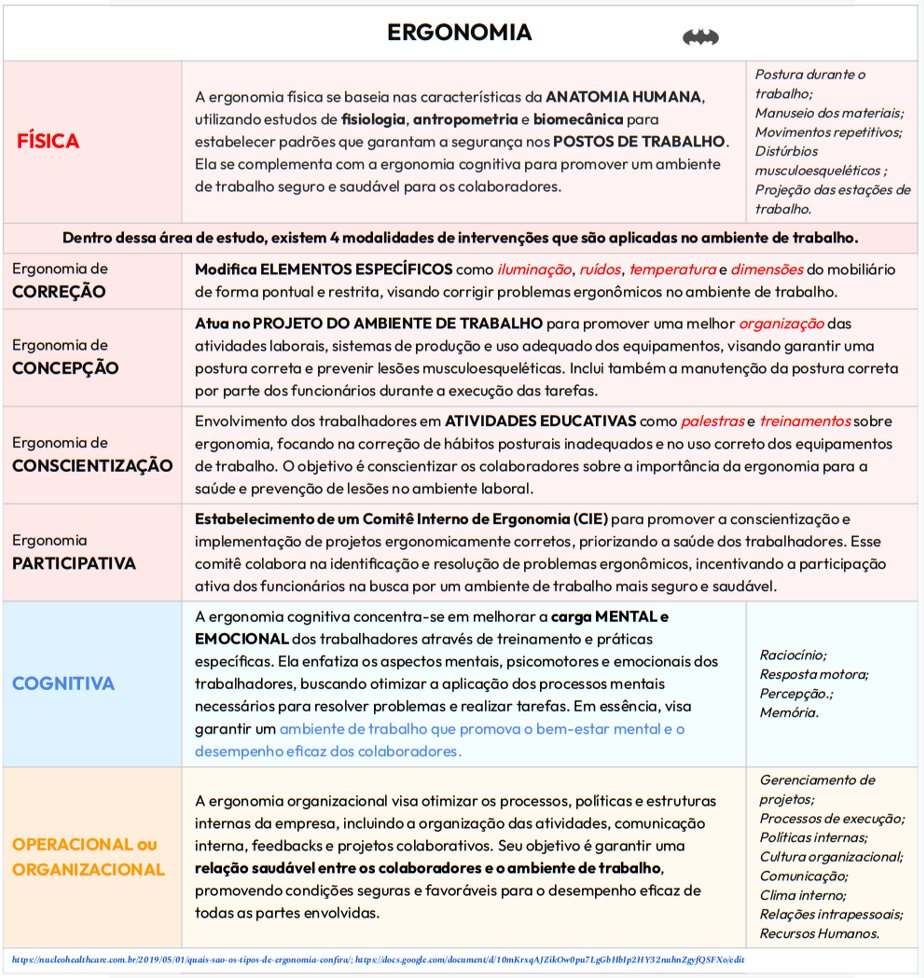 ERGONOMIA
FÍSICA
A ergonomia física se baseia nas características da ANATOMIA HUMANA,
utilizando estudos de fisiologia, antropometria e biomecânica para
estabelecer padrões que garantam a segurança nos POSTOS DE TRABALHO.
Ela se complementa com a ergonomia cognitiva para promover um ambiente
de trabalho seguro e saudável para os colaboradores.
Postura durante o
trabalho;
Manuseio dos materiais;
Movimentos repetitivos;
Distúrbios
musculoesqueléticos ;
Projeção das estações de
trabalho.
Dentro dessa área de estudo, existem 4 modalidades de intervenções que são aplicadas no ambiente de trabalho.
Ergonomia de
CORREÇÃO
Modifica ELEMENTOS ESPECÍFICOS como iluminação, ruídos, temperatura e dimensões do mobiliário
de forma pontual e restrita, visando corrigir problemas ergonômicos no ambiente de trabalho.
Ergonomia de
CONCEPÇÃO
Atua no PROJETO DO AMBIENTE DE TRABALHO para promover uma melhor organização das
atividades laborais, sistemas de produção e uso adequado dos equipamentos, visando garantir uma
postura correta e prevenir lesões musculoesqueléticas. Inclui também a manutenção da postura correta
por parte dos funcionários durante a execução das tarefas.
Ergonomia de
CONSCIENTIZAÇÃO
Envolvimento dos trabalhadores em ATIVIDADES EDUCATIVAS como palestras e treinamentos sobre
ergonomia, focando na correção de hábitos posturais inadequados e no uso correto dos equipamentos
de trabalho. O objetivo é conscientizar os colaboradores sobre a importância da ergonomia para a
saúde e prevenção de lesões no ambiente laboral.
Ergonomia
PARTICIPATIVA
Estabelecimento de um Comitê Interno de Ergonomia (CIE) para promover a conscientização e
implementação de projetos ergonomicamente corretos, priorizando a saúde dos trabalhadores. Esse
comitê colabora na identificação e resolução de problemas ergonômicos, incentivando a participação
ativa dos funcionários na busca por um ambiente de trabalho mais seguro e saudável.
COGNITIVA
A ergonomia cognitiva concentra-se em melhorar a carga MENTAL e
EMOCIONAL dos trabalhadores através de treinamento e práticas
específicas. Ela enfatiza os aspectos mentais, psicomotores e emocionais dos
trabalhadores, buscando otimizar a aplicação dos processos mentais
necessários para resolver problemas e realizar tarefas. Em essência, visa
garantir um ambiente de trabalho que promova o bem-estar mental e o
desempenho eficaz dos colaboradores.
Raciocínio;
Resposta motora;
Percepção.;
Memória.
OPERACIONAL ou
ORGANIZACIONAL
A ergonomia organizacional visa otimizar os processos, políticas e estruturas
internas da empresa, incluindo a organização das atividades, comunicação
interna, feedbacks e projetos colaborativos. Seu objetivo é garantir uma
relação saudável entre os colaboradores e o ambiente de trabalho,
promovendo condições seguras e favoráveis para o desempenho eficaz de
todas as partes envolvidas.
Gerenciamento de
projetos;
Processos de execução;
Políticas internas;
Cultura organizacional;
Comunicação;
Clima interno;
Relações intrapessoais;
Recursos Humanos.
https://nucleohealthcare.com.br/2019/05/01/quais-sao-os-tipos-de-ergonomia-confira/;